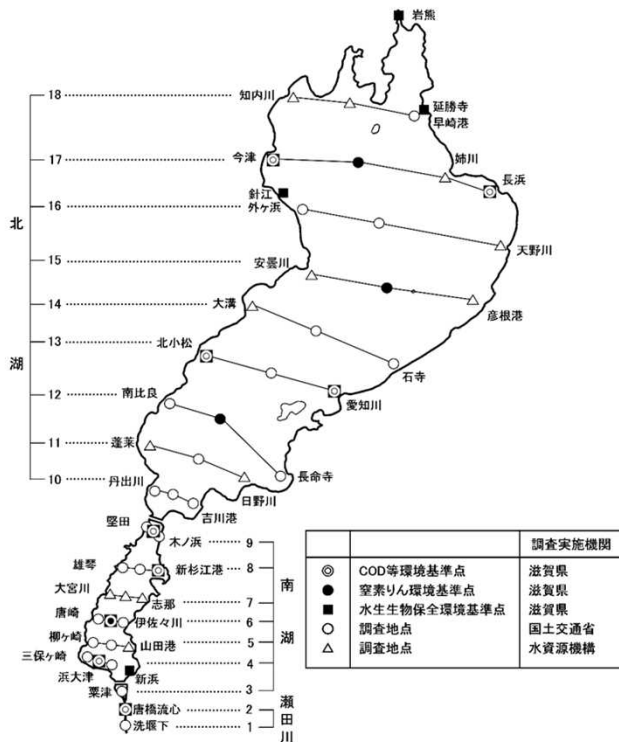 岩熊
18
知内川
延勝寺
早崎港
17
今津
姉川
長浜
針江
16
外ヶ浜
北
天野川
15
安曇川
14
大溝
彦根港
13
北小松
湖
石寺
12
南比良
愛知川
11
蓬莱
10
丹出川
長命寺
日野川
吉川港
堅田
木ノ浜
9
雄琴
新杉江港
8
南
大宮川
志那
7
唐崎
伊佐々川
6
湖
柳ヶ崎
山田港
5
三保ヶ崎
4
浜大津
新浜
粟津
3
瀬田川
唐橋流心
2
洗堰下
1
調査実施機関
◎ COD等環境基準点 滋賀県
● 窒素りん環境基準点 滋賀県
■ 水生生物保全環境基準点 滋賀県
○ 調査地点 国土交通省
△ 調査地点 水資源機構